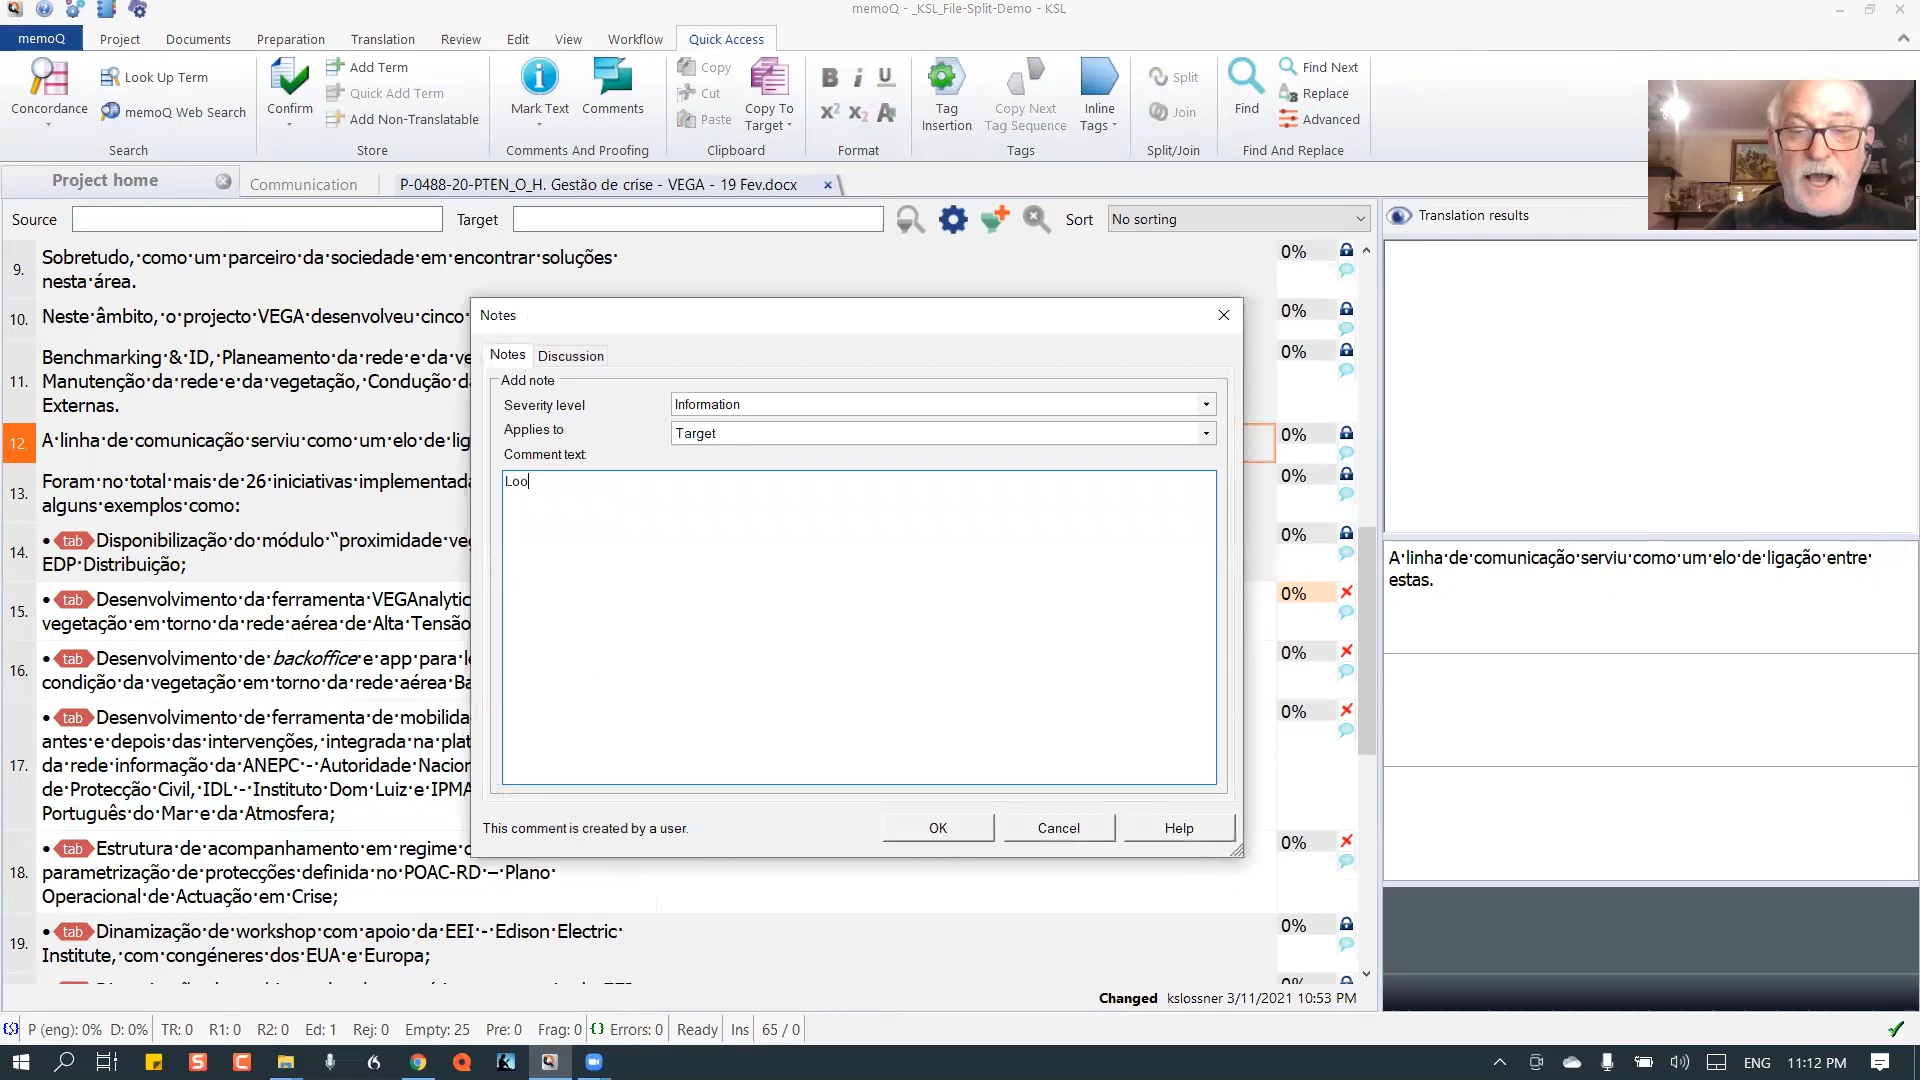 memoQ - _KSL_File-Split-Demo - KSL
memoQ
Project
Documents
Preparation
Translation
Review
Edit
View
Workflow
Quick Access
Concordance
Look Up Term
memoQ Web Search
Search
Confirm
Add Term
Quick Add Term
Add Non-Translatable
Store
Mark Text
Comments
Comments And Proofing
Copy
Cut
Paste
Copy To
Target
Clipboard
B i U
X² X₂ A
Format
Tag
Insertion
Copy Next
Tag Sequence
Inline
Tags
Tags
Split
Join
Split/Join
Find
Find Next
Replace
Advanced
Find And Replace
Project home
Communication
P-0488-20-PTEN_O_H. Gestão de crise - VEGA - 19 Fev.docx
Source
Target
Sort
No sorting
Translation results
9. Sobretudo,·como·um·parceiro·da·sociedade·em·encontrar·soluções·
nesta·área.
0%
10. Neste·âmbito,·o·projecto·VEGA·desenvolveu·cinco·
0%
11. Benchmarking·&·ID,·Planeamento·da·rede·e·da·ve
Manutenção·da·rede·e·da·vegetação,·Condução·da
Externas.
0%
12. A·linha·de·comunicação·serviu·como·um·elo·de·lig
0%
13. Foram·no·total·mais·de·26·iniciativas·implementada
alguns·exemplos·como:
0%
14. • tab Disponibilização·do·módulo·“proximidade·veg
EDP·Distribuição;
0%
15. • tab Desenvolvimento·da·ferramenta·VEGAnalytic
vegetação·em·torno·da·rede·aérea·de·Alta·Tensão
0%
16. • tab Desenvolvimento·de·backoffice·e·app·para·le
condição·da·vegetação·em·torno·da·rede·aérea·Ba
0%
17. • tab Desenvolvimento·de·ferramenta·de·mobilida
antes·e·depois·das·intervenções,·integrada·na·plat
da·rede·informação·da·ANEPC·-·Autoridade·Nacior
de·Protecção·Civil,·IDL·-·Instituto·Dom·Luiz·e·IPMA
Português·do·Mar·e·da·Atmosfera;
0%
18. • tab Estrutura·de·acompanhamento·em·regime·d
parametrização·de·protecções·definida·no·POAC-RD·–·Plano·
Operacional·de·Actuação·em·Crise;
0%
19. • tab Dinamização·de·workshop·com·apoio·da·EEI·-·Edison·Electric·
Institute,·com·congéneres·dos·EUA·e·Europa;
0%
Notes
Notes
Discussion
Add note
Severity level
Information
Applies to
Target
Comment text
Loo
This comment is created by a user.
OK
Cancel
Help
A·linha·de·comunicação·serviu·como·um·elo·de·ligação·entre·
estas.
Changed kslossner 3/11/2021 10:53 PM
P (eng): 0% D: 0% TR: 0 R1: 0 R2: 0 Ed: 1 Rej: 0 Empty: 25 Pre: 0 Frag: 0 Errors: 0 Ready Ins 65 / 0
ENG
11:12 PM